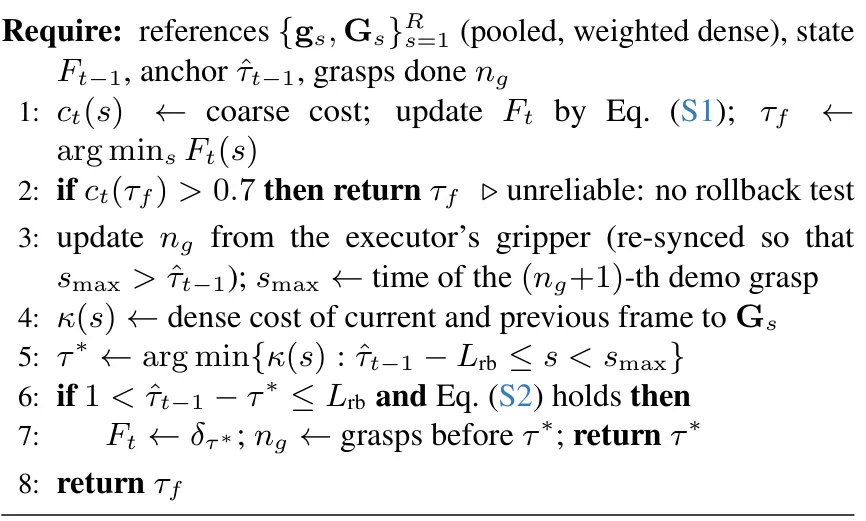 Require: references {g_s, G_s}_{s=1}^R (pooled, weighted dense), state
F_{t−1}, anchor τ̂_{t−1}, grasps done n_g
1: c_t(s) ← coarse cost; update F_t by Eq. (S1); τ_f ←
arg min_s F_t(s)
2: if c_t(τ_f) > 0.7 then return τ_f ▷ unreliable: no rollback test
3: update n_g from the executor's gripper (re-synced so that
s_max > τ̂_{t−1}); s_max ← time of the (n_g+1)-th demo grasp
4: κ(s) ← dense cost of current and previous frame to G_s
5: τ* ← arg min{κ(s) : τ̂_{t−1} − L_rb ≤ s < s_max}
6: if 1 < τ̂_{t−1} − τ* ≤ L_rb and Eq. (S2) holds then
7: F_t ← δ_{τ*}; n_g ← grasps before τ*; return τ*
8: return τ_f